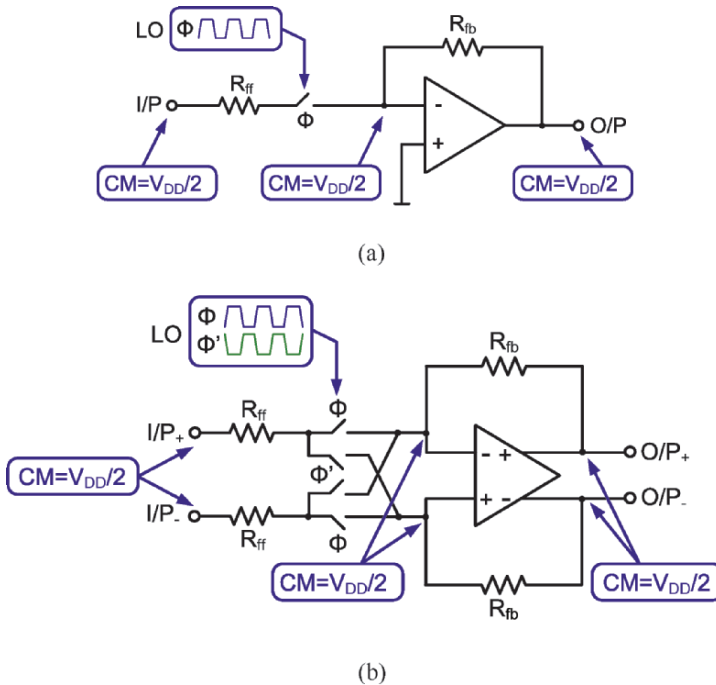 LO Φ
R_fb
R_ff
I/P
Φ
-
+
O/P
CM=V_DD/2
CM=V_DD/2
CM=V_DD/2
(a)
LO Φ
Φ'
R_fb
Φ
R_ff
I/P+
- +
O/P+
CM=V_DD/2
Φ'
I/P-
+ -
O/P-
R_ff
Φ
CM=V_DD/2
CM=V_DD/2
R_fb
(b)